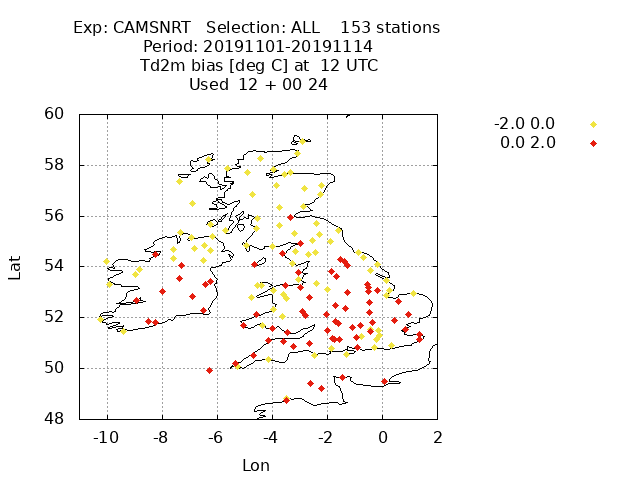 Exp: CAMSNRT Selection: ALL 153 stations
Period: 20191101-20191114
Td2m bias [deg C] at 12 UTC
Used 12 + 00 24
-2.0 0.0
0.0 2.0
60
58
56
54
52
50
48
Lat
-10 -8 -6 -4 -2 0 2
Lon